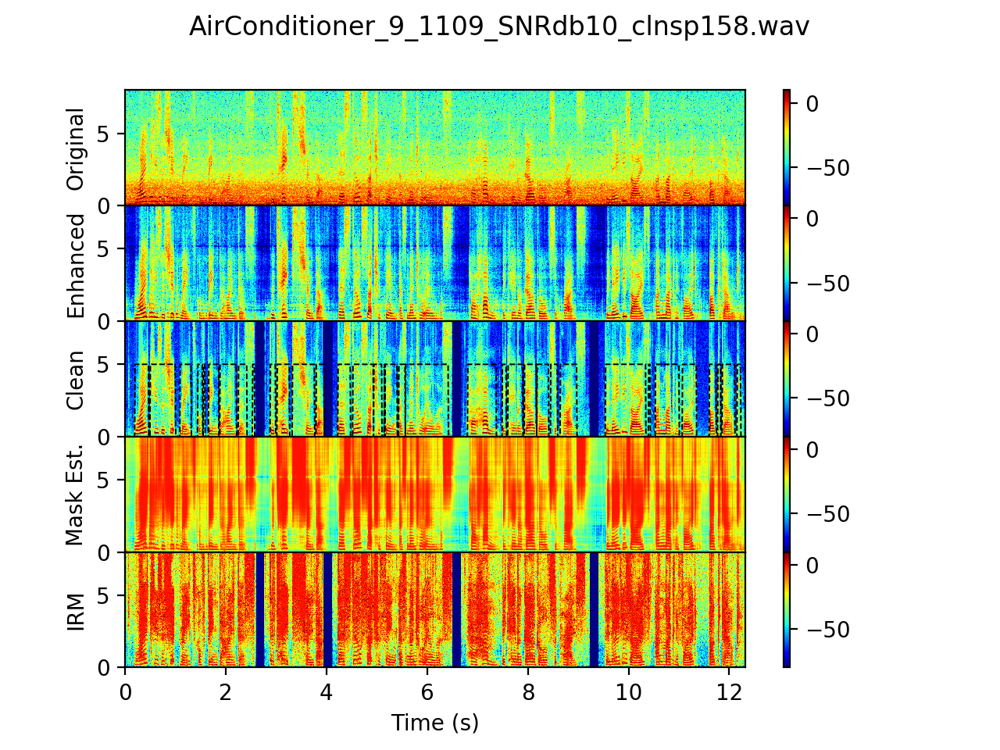 AirConditioner_9_1109_SNRdb10_clnsp158.wav
Original
5
0
0
−50
Enhanced
5
0
0
−50
Clean
5
0
0
−50
Mask Est.
5
0
0
−50
IRM
5
0
0
−50
0 2 4 6 8 10 12
Time (s)